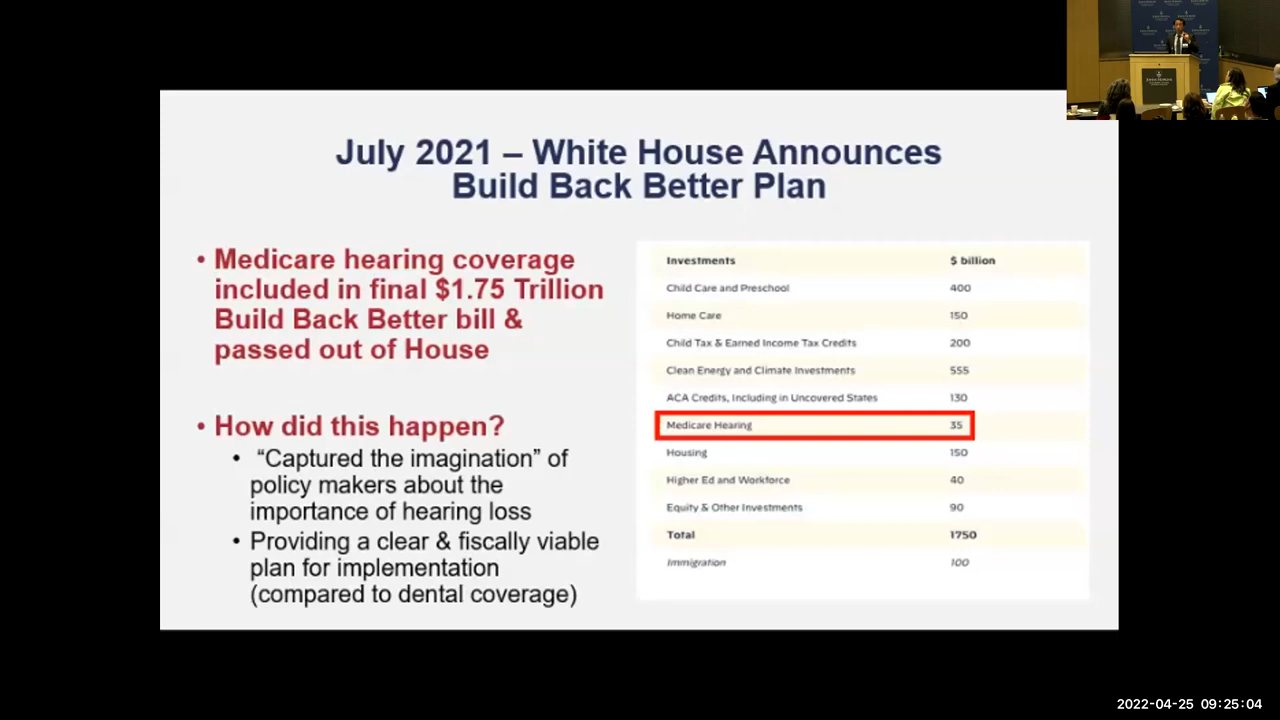 July 2021 – White House Announces
Build Back Better Plan
• Medicare hearing coverage
included in final $1.75 Trillion
Build Back Better bill &
passed out of House
• How did this happen?
• “Captured the imagination” of
policy makers about the
importance of hearing loss
• Providing a clear & fiscally viable
plan for implementation
(compared to dental coverage)
Investments $ billion
Child Care and Preschool 400
Home Care 150
Child Tax & Earned Income Tax Credits 200
Clean Energy and Climate Investments 555
ACA Credits, Including in Uncovered States 130
Medicare Hearing 35
Housing 150
Higher Ed and Workforce 40
Equity & Other Investments 90
Total 1750
Immigration 100
2022-04-25 09:25:04